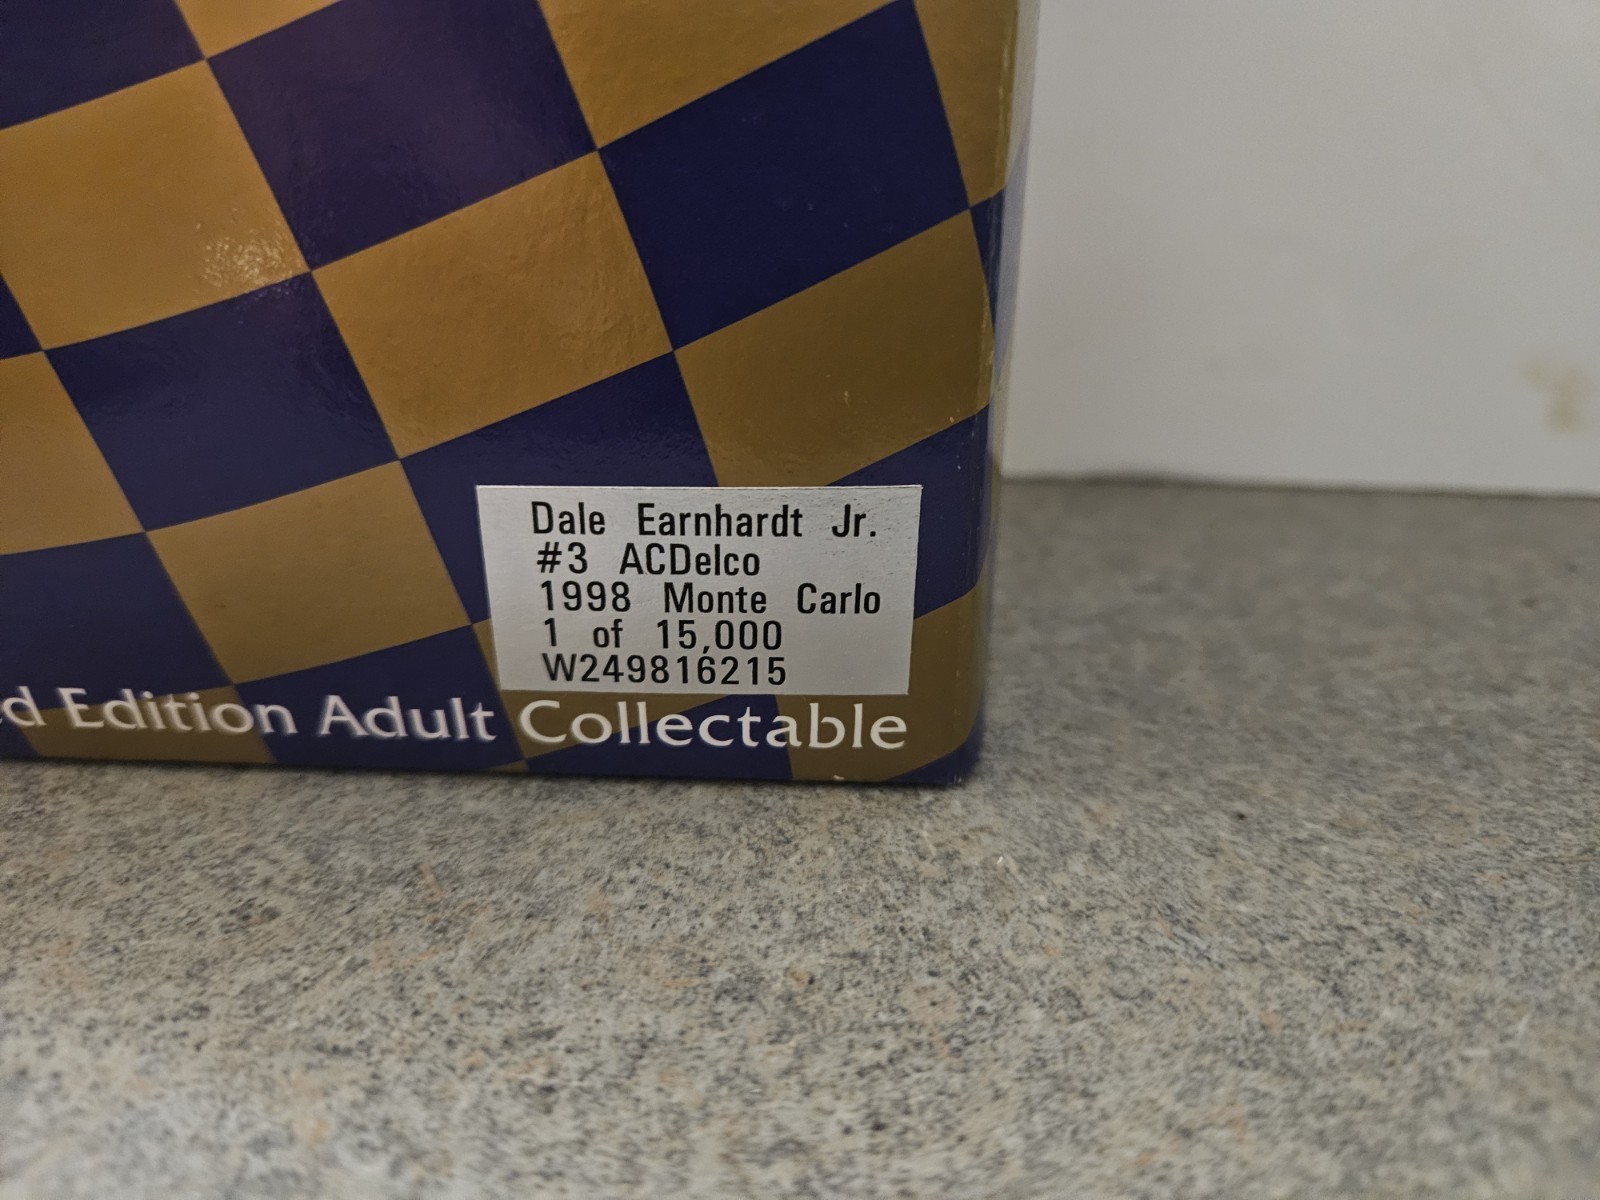 Dale Earnhardt Jr.
#3 ACDelco
1998 Monte Carlo
1 of 15,000
W249816215
Edition Adult Collectable